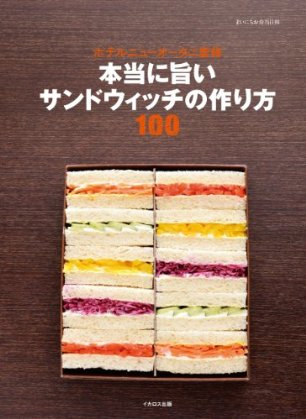 ホテルニューオータニ監修
本当に旨い
サンドウィッチの作り方
100
イカロス出版